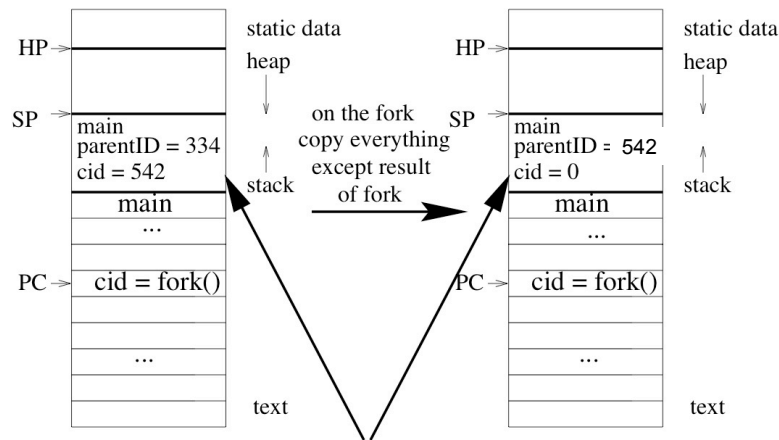 static data
HP
heap
SP
main
parentID = 334
cid = 542
stack
main
...
PC
cid = fork()
...
text
on the fork
copy everything
except result
of fork
static data
HP
heap
SP
main
parentID = 542
cid = 0
stack
main
...
PC
cid = fork()
...
text